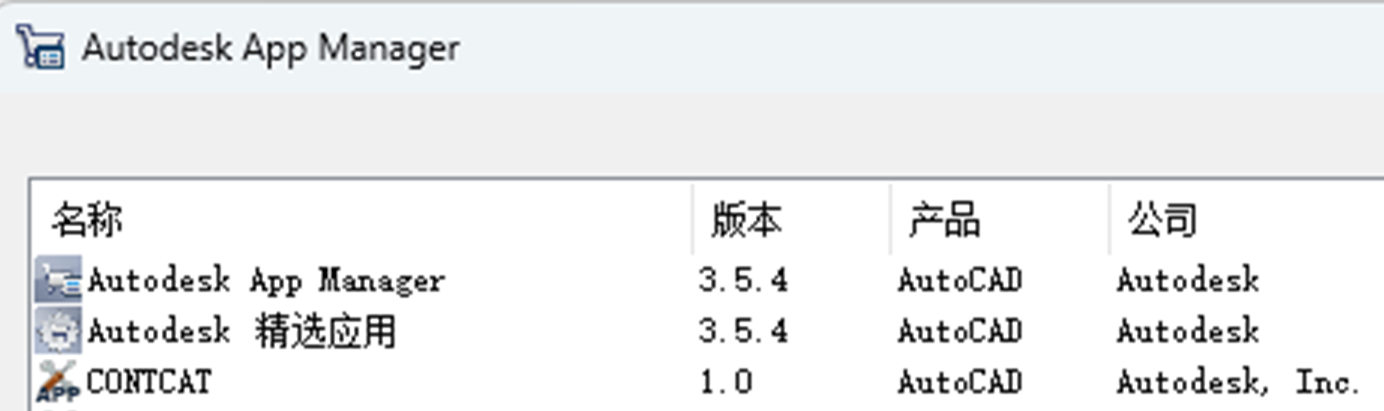 Autodesk App Manager
名称 版本 产品 公司
Autodesk App Manager 3.5.4 AutoCAD Autodesk
Autodesk 精选应用 3.5.4 AutoCAD Autodesk
APP CONTCAT 1.0 AutoCAD Autodesk, Inc.